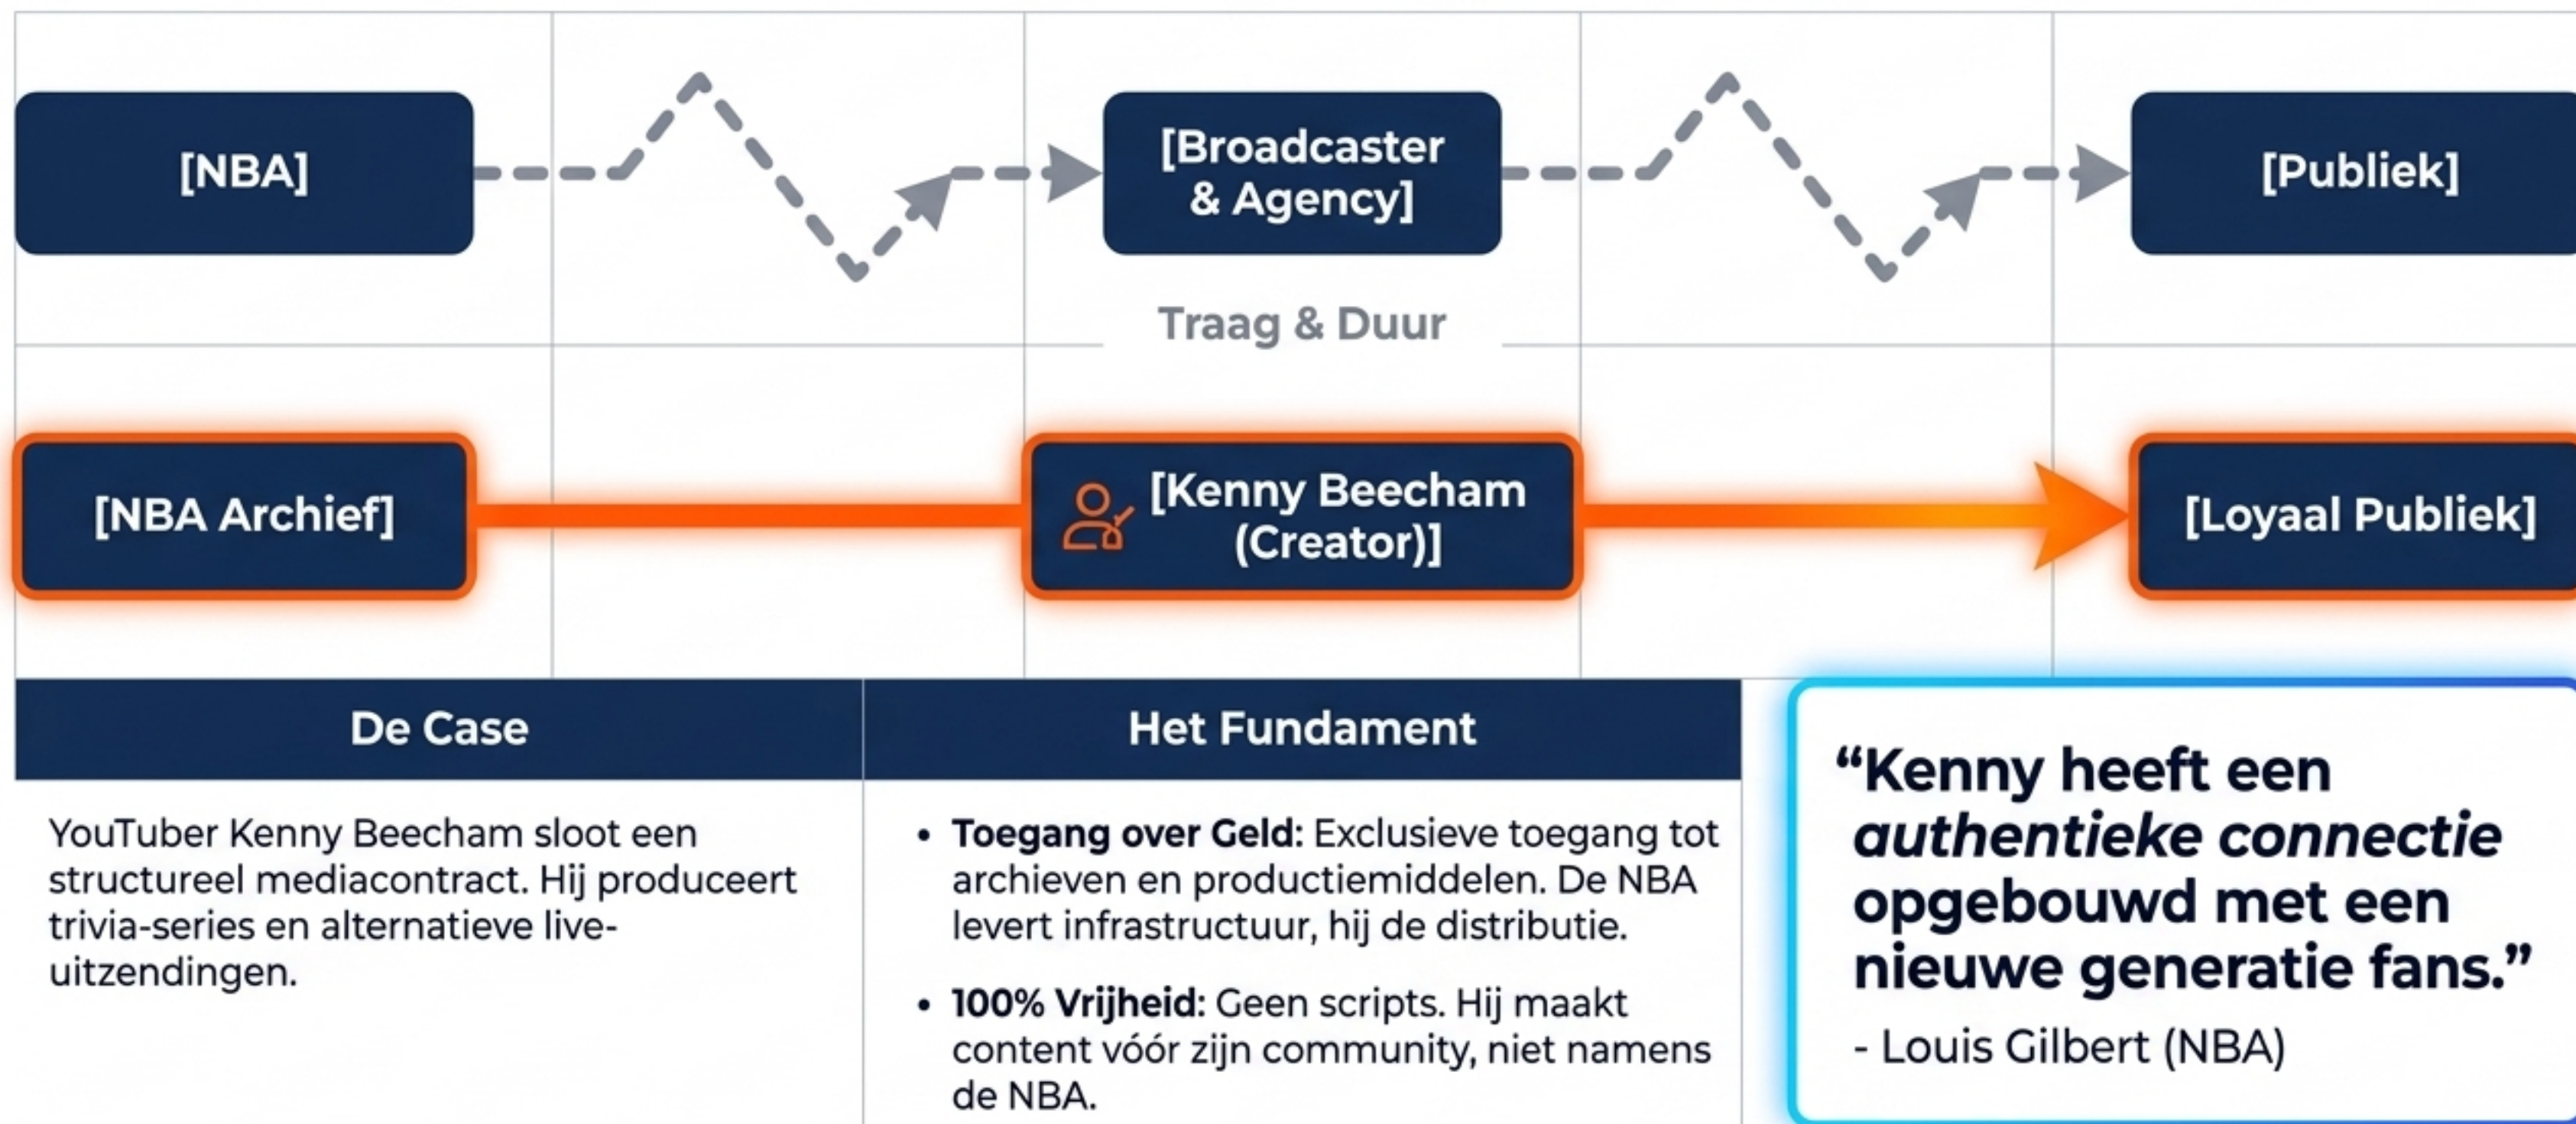 [NBA]
[Broadcaster
& Agency]
[Publiek]
Traag & Duur
[NBA Archief]
[Kenny Beecham
(Creator)]
[Loyaal Publiek]
De Case
YouTuber Kenny Beecham sloot een
structureel mediacontract. Hij produceert
trivia-series en alternatieve live-
uitzendingen.
Het Fundament
• Toegang over Geld: Exclusieve toegang tot
archieven en productiemiddelen. De NBA
levert infrastructuur, hij de distributie.
• 100% Vrijheid: Geen scripts. Hij maakt
content vóór zijn community, niet namens
de NBA.
“Kenny heeft een
authentieke connectie
opgebouwd met een
nieuwe generatie fans.”
- Louis Gilbert (NBA)